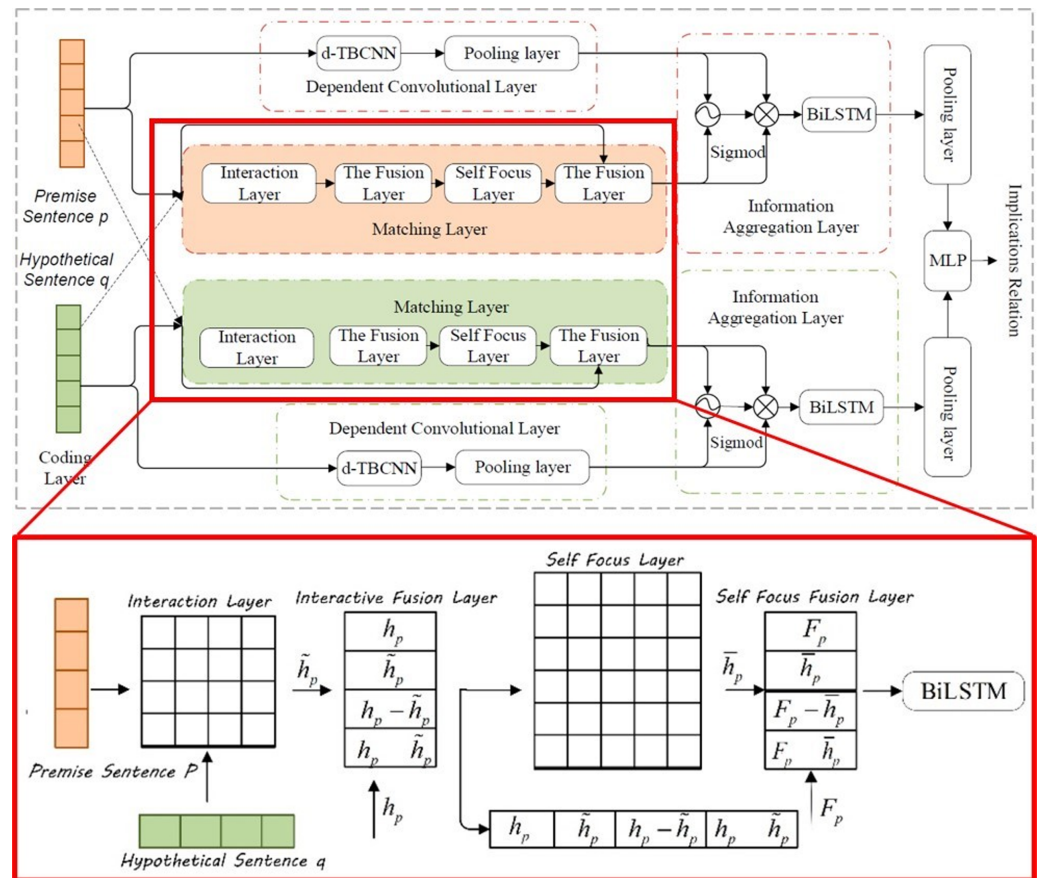 d-TBCNN
Pooling layer
Dependent Convolutional Layer
Interaction
Layer
The Fusion
Layer
Self Focus
Layer
The Fusion
Layer
Matching Layer
Sigmod
BiLSTM
Information
Aggregation Layer
Pooling layer
MLP
Implications Relation
Premise
Sentence p
Hypothetical
Sentence q
Matching Layer
Interaction
Layer
The Fusion
Layer
Self Focus
Layer
The Fusion
Layer
Information
Aggregation Layer
Sigmod
BiLSTM
Pooling layer
Dependent Convolutional Layer
d-TBCNN
Pooling layer
Coding
Layer
Interaction Layer
Premise Sentence P
Hypothetical Sentence q
h̃_p
Interactive Fusion Layer
h_p
h̃_p
h_p − h̃_p
h_p h̃_p
h_p
Self Focus Layer
h_p h̃_p h_p − h̃_p h_p h̃_p
h̄_p
Self Focus Fusion Layer
F_p
h̄_p
F_p − h̄_p
F_p h̄_p
F_p
BiLSTM